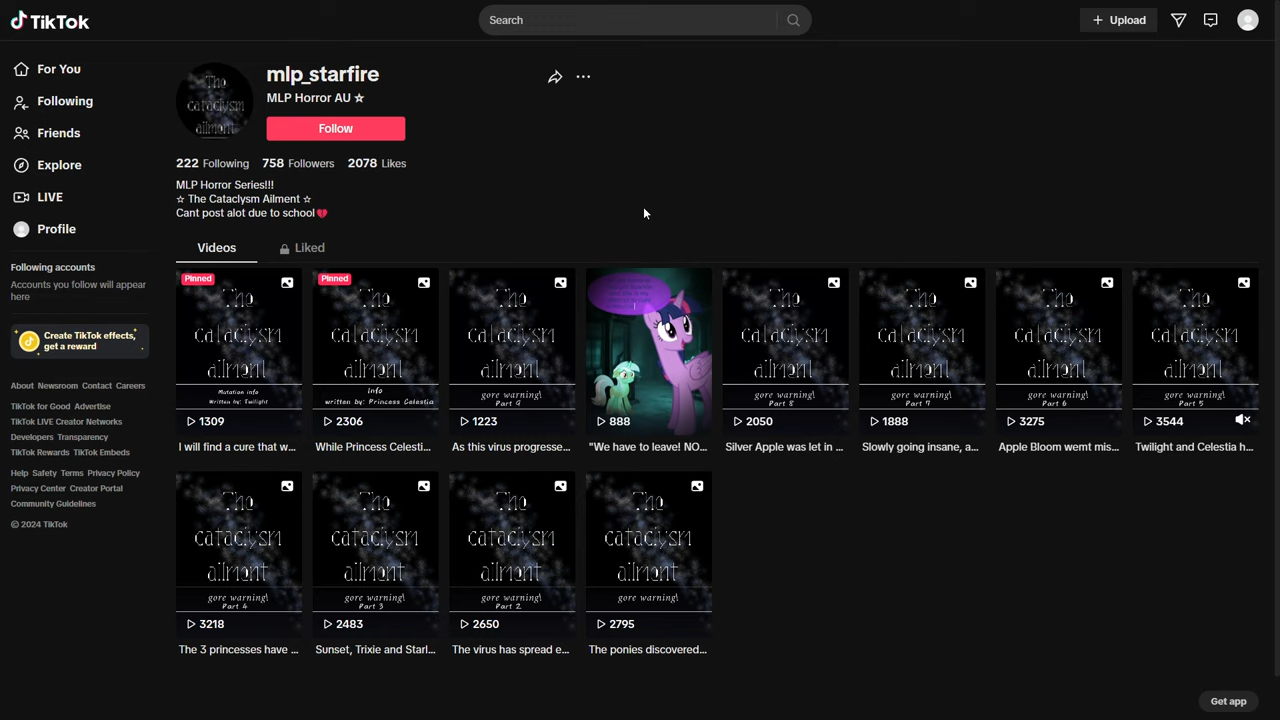 TikTok
Search
Upload
For You
Following
Friends
Explore
LIVE
Profile
Following accounts
Accounts you follow will appear
here
Create TikTok effects,
get a reward
About Newsroom Contact Careers
TikTok for Good Advertise
TikTok LIVE Creator Networks
Developers Transparency
TikTok Rewards TikTok Embeds
Help Safety Terms Privacy Policy
Privacy Center Creator Portal
Community Guidelines
© 2024 TikTok
The
cataclysm
ailment
mlp_starfire
MLP Horror AU ☆
Follow
222 Following 758 Followers 2078 Likes
MLP Horror Series!!!
☆ The Cataclysm Ailment ☆
Cant post alot due to school💔
Videos
Liked
Pinned
The
cataclysm
ailment
Mutation info
Written by: Twilight
1309
I will find a cure that w...
Pinned
The
cataclysm
ailment
info
written by: Princess Celestia
2306
While Princess Celesti...
The
cataclysm
ailment
gore warning!
Part 9
1223
As this virus progresse...
888
"We have to leave! NO...
The
cataclysm
ailment
gore warning!
Part 8
2050
Silver Apple was let in ...
The
cataclysm
ailment
gore warning!
Part 7
1888
Slowly going insane, a...
The
cataclysm
ailment
gore warning!
Part 6
3275
Apple Bloom wemt mis...
The
cataclysm
ailment
gore warning!
Part 5
3544
Twilight and Celestia h...
The
cataclysm
ailment
gore warning!
Part 4
3218
The 3 princesses have ...
The
cataclysm
ailment
gore warning!
Part 3
2483
Sunset, Trixie and Starl...
The
cataclysm
ailment
gore warning!
Part 2
2650
The virus has spread e...
The
cataclysm
ailment
gore warning!
2795
The ponies discovered...
Get app